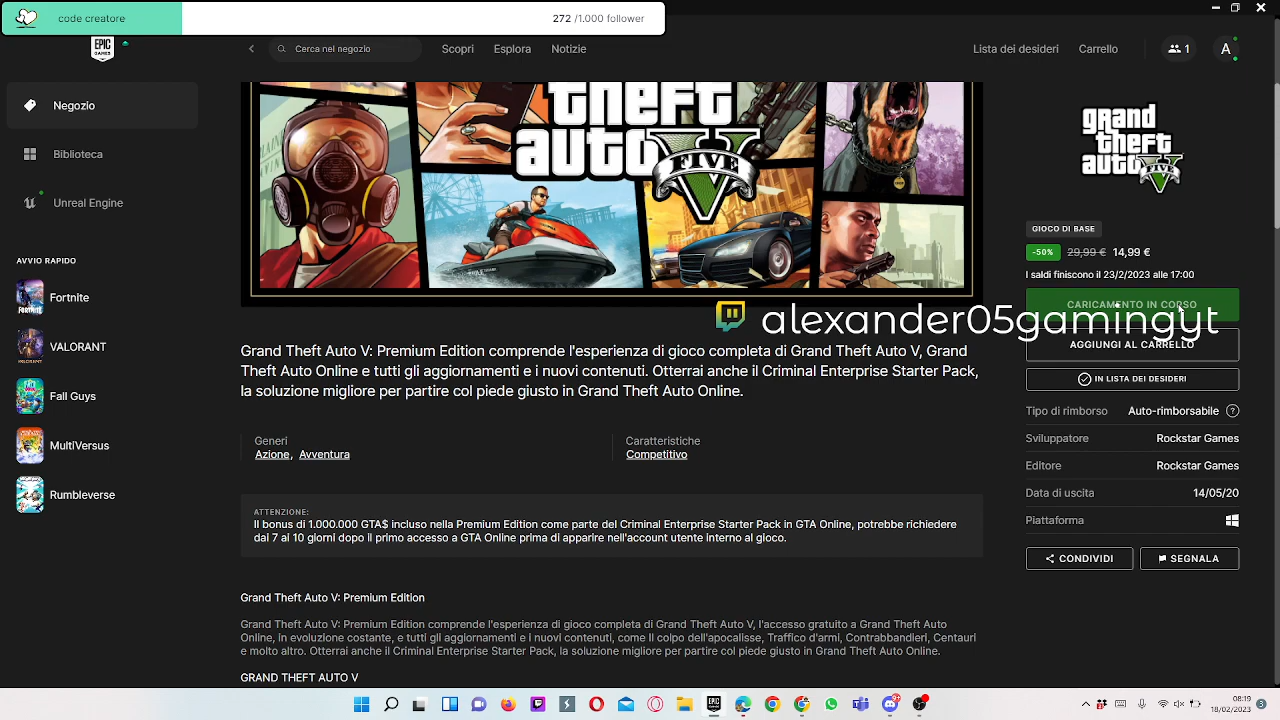 code creatore
272 /1.000 follower
EPIC GAMES
Cerca nel negozio
Scopri
Esplora
Notizie
Lista dei desideri
Carrello
1
A
Negozio
Biblioteca
Unreal Engine
AVVIO RAPIDO
Fortnite
VALORANT
Fall Guys
MultiVersus
Rumbleverse
theft
auto
FIVE
grand
theft
auto
FIVE
GIOCO DI BASE
-50% 29,99 € 14,99 €
I saldi finiscono il 23/2/2023 alle 17:00
CARICAMENTO IN CORSO
alexander05gamingyt
AGGIUNGI AL CARRELLO
IN LISTA DEI DESIDERI
Tipo di rimborso Auto-rimborsabile ?
Sviluppatore Rockstar Games
Editore Rockstar Games
Data di uscita 14/05/20
Piattaforma
CONDIVIDI
SEGNALA
Grand Theft Auto V: Premium Edition comprende l'esperienza di gioco completa di Grand Theft Auto V, Grand
Theft Auto Online e tutti gli aggiornamenti e i nuovi contenuti. Otterrai anche il Criminal Enterprise Starter Pack,
la soluzione migliore per partire col piede giusto in Grand Theft Auto Online.
Generi
Azione, Avventura
Caratteristiche
Competitivo
ATTENZIONE:
Il bonus di 1.000.000 GTA$ incluso nella Premium Edition come parte del Criminal Enterprise Starter Pack in GTA Online, potrebbe richiedere
dai 7 ai 10 giorni dopo il primo accesso a GTA Online prima di apparire nell'account utente interno al gioco.
Grand Theft Auto V: Premium Edition
Grand Theft Auto V: Premium Edition comprende l'esperienza di gioco completa di Grand Theft Auto V, l'accesso gratuito a Grand Theft Auto
Online, in evoluzione costante, e tutti gli aggiornamenti e i nuovi contenuti, come Il colpo dell'apocalisse, Traffico d'armi, Contrabbandieri, Centauri
e molto altro. Otterrai anche il Criminal Enterprise Starter Pack, la soluzione migliore per partire col piede giusto in Grand Theft Auto Online.
GRAND THEFT AUTO V
23:19
18/02/2023